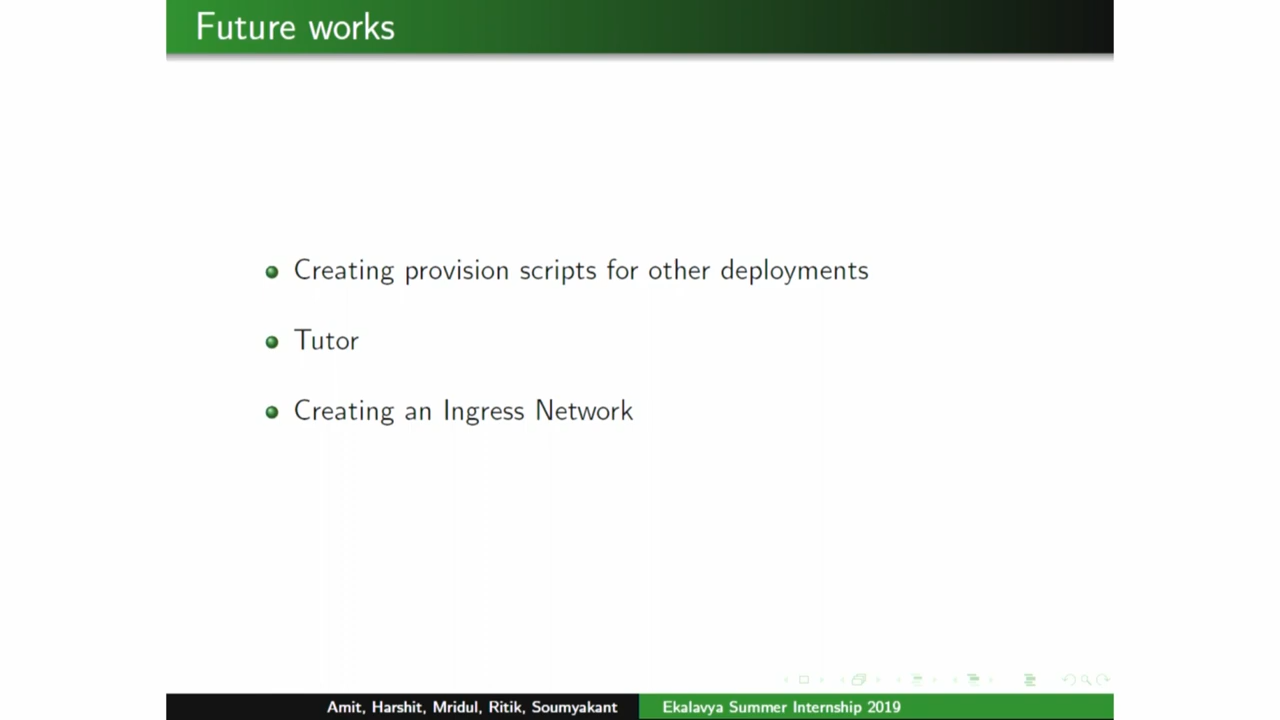 Future works
Creating provision scripts for other deployments
Tutor
Creating an Ingress Network
Amit, Harshit, Mridul, Ritik, Soumyakant
Ekalavya Summer Internship 2019